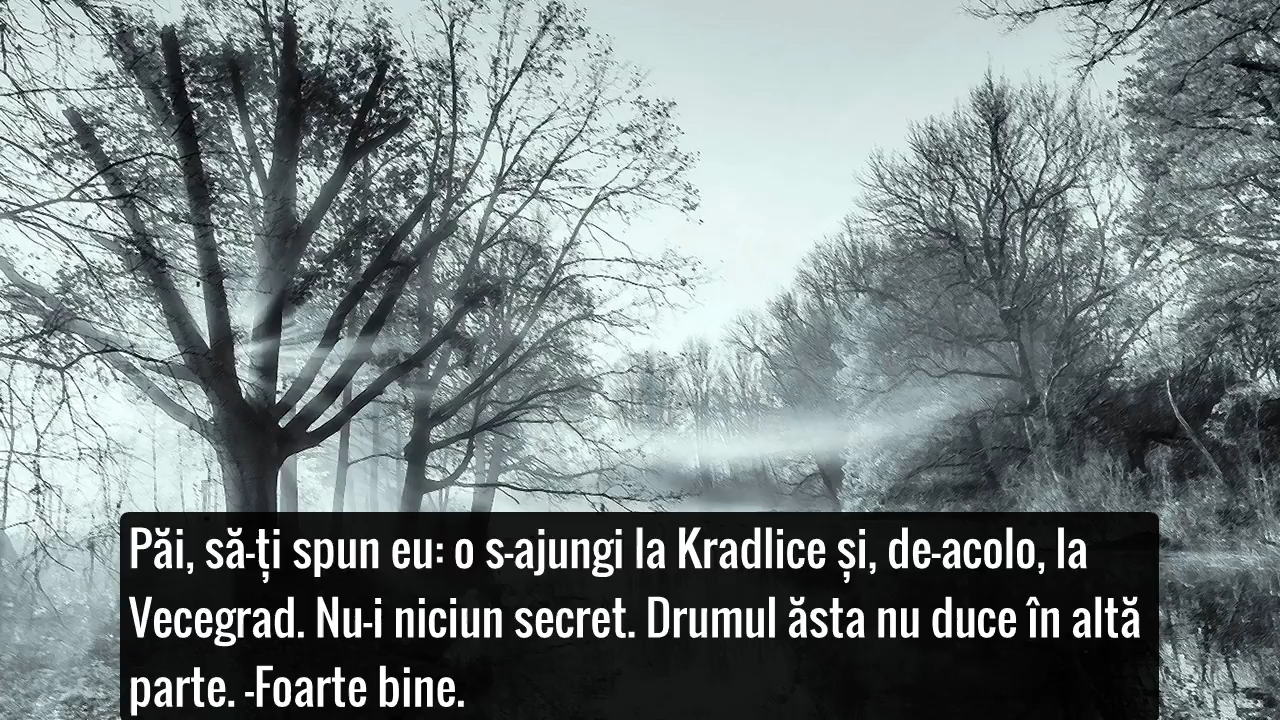 Păi, să-ți spun eu: o s-ajungi la Kradlice și, de-acolo, la
Vecegrad. Nu-i niciun secret. Drumul ăsta nu duce în altă
parte. -Foarte bine.